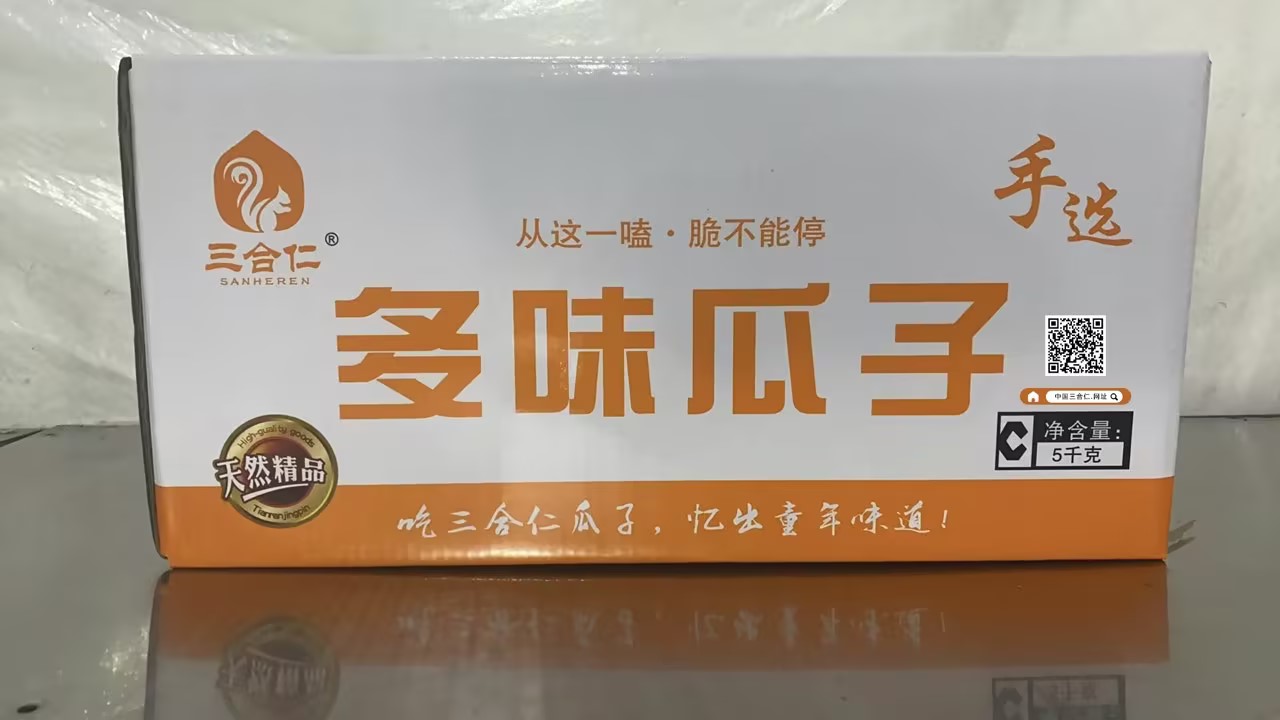 三合仁®
SANHEREN
手选
从这一嗑·脆不能停
多味瓜子
中国三合仁.网址
净含量:
5千克
High-quality goods
天然精品
Tianranjingpin
吃三合仁瓜子,忆出童年味道!